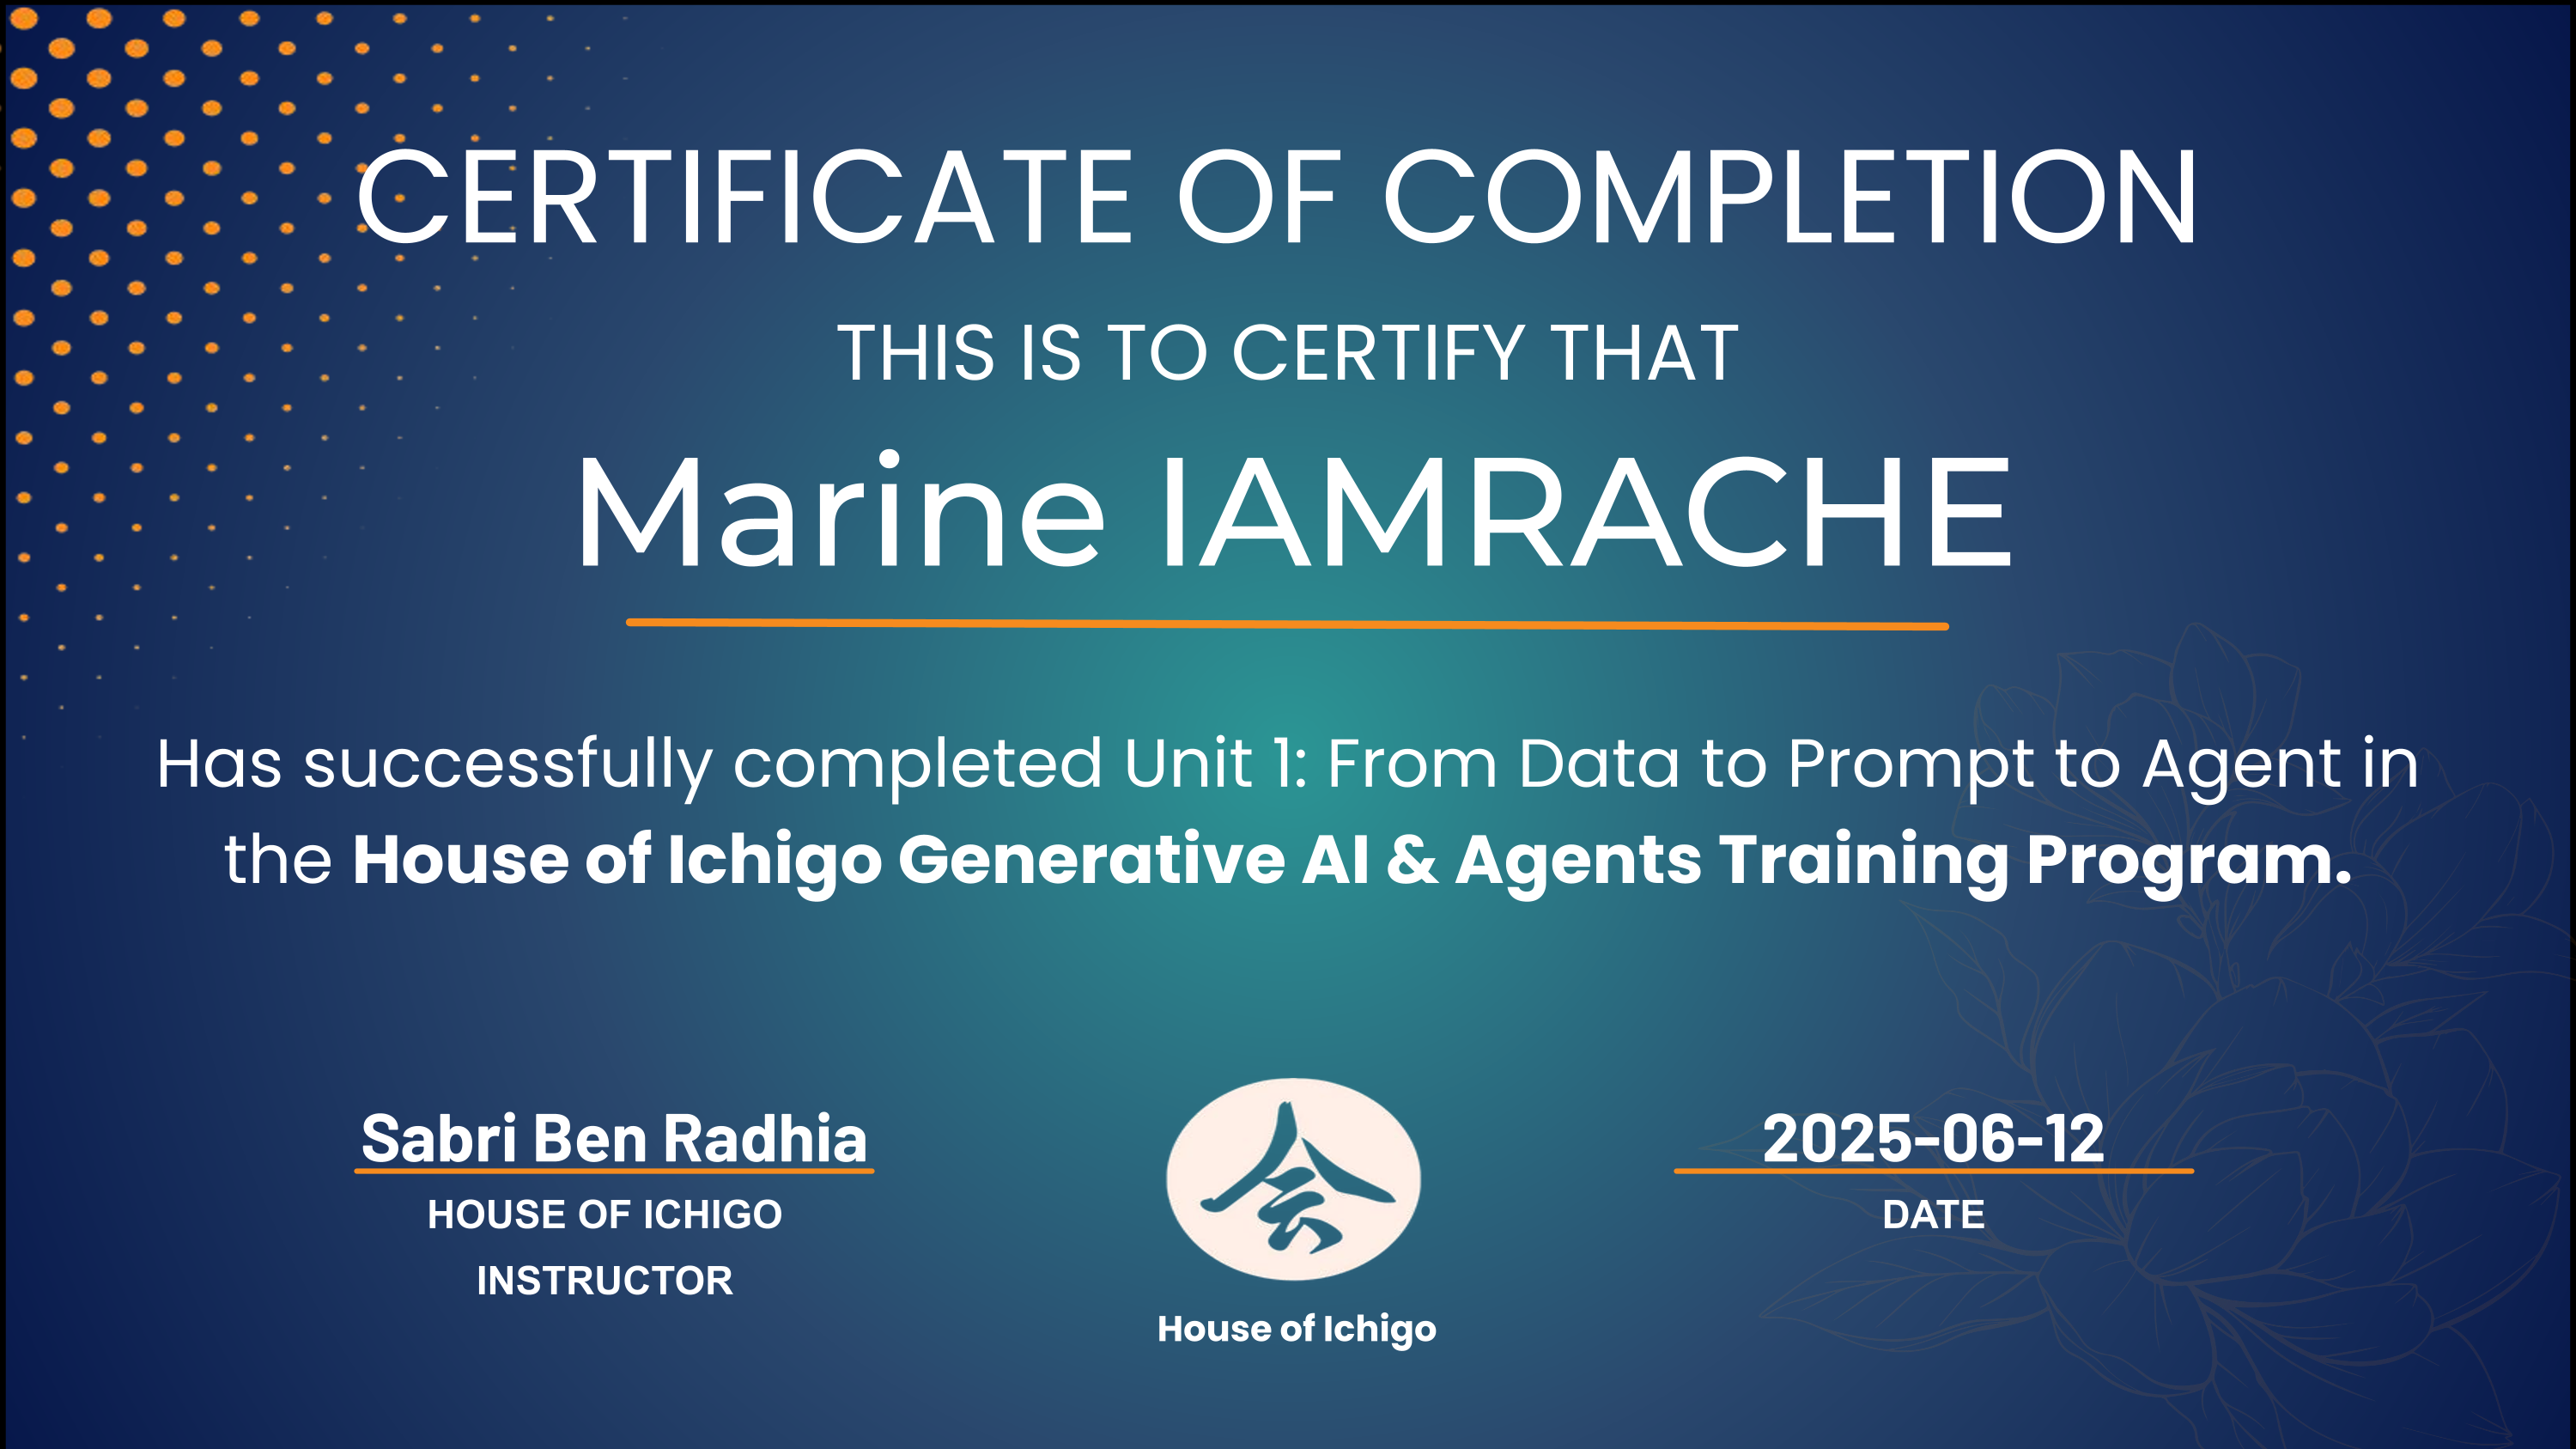 CERTIFICATE OF COMPLETION
THIS IS TO CERTIFY THAT
Marine IAMRACHE
Has successfully completed Unit 1: From Data to Prompt to Agent in
the House of Ichigo Generative AI & Agents Training Program.
Sabri Ben Radhia
HOUSE OF ICHIGO
INSTRUCTOR
会
House of Ichigo
2025-06-12
DATE